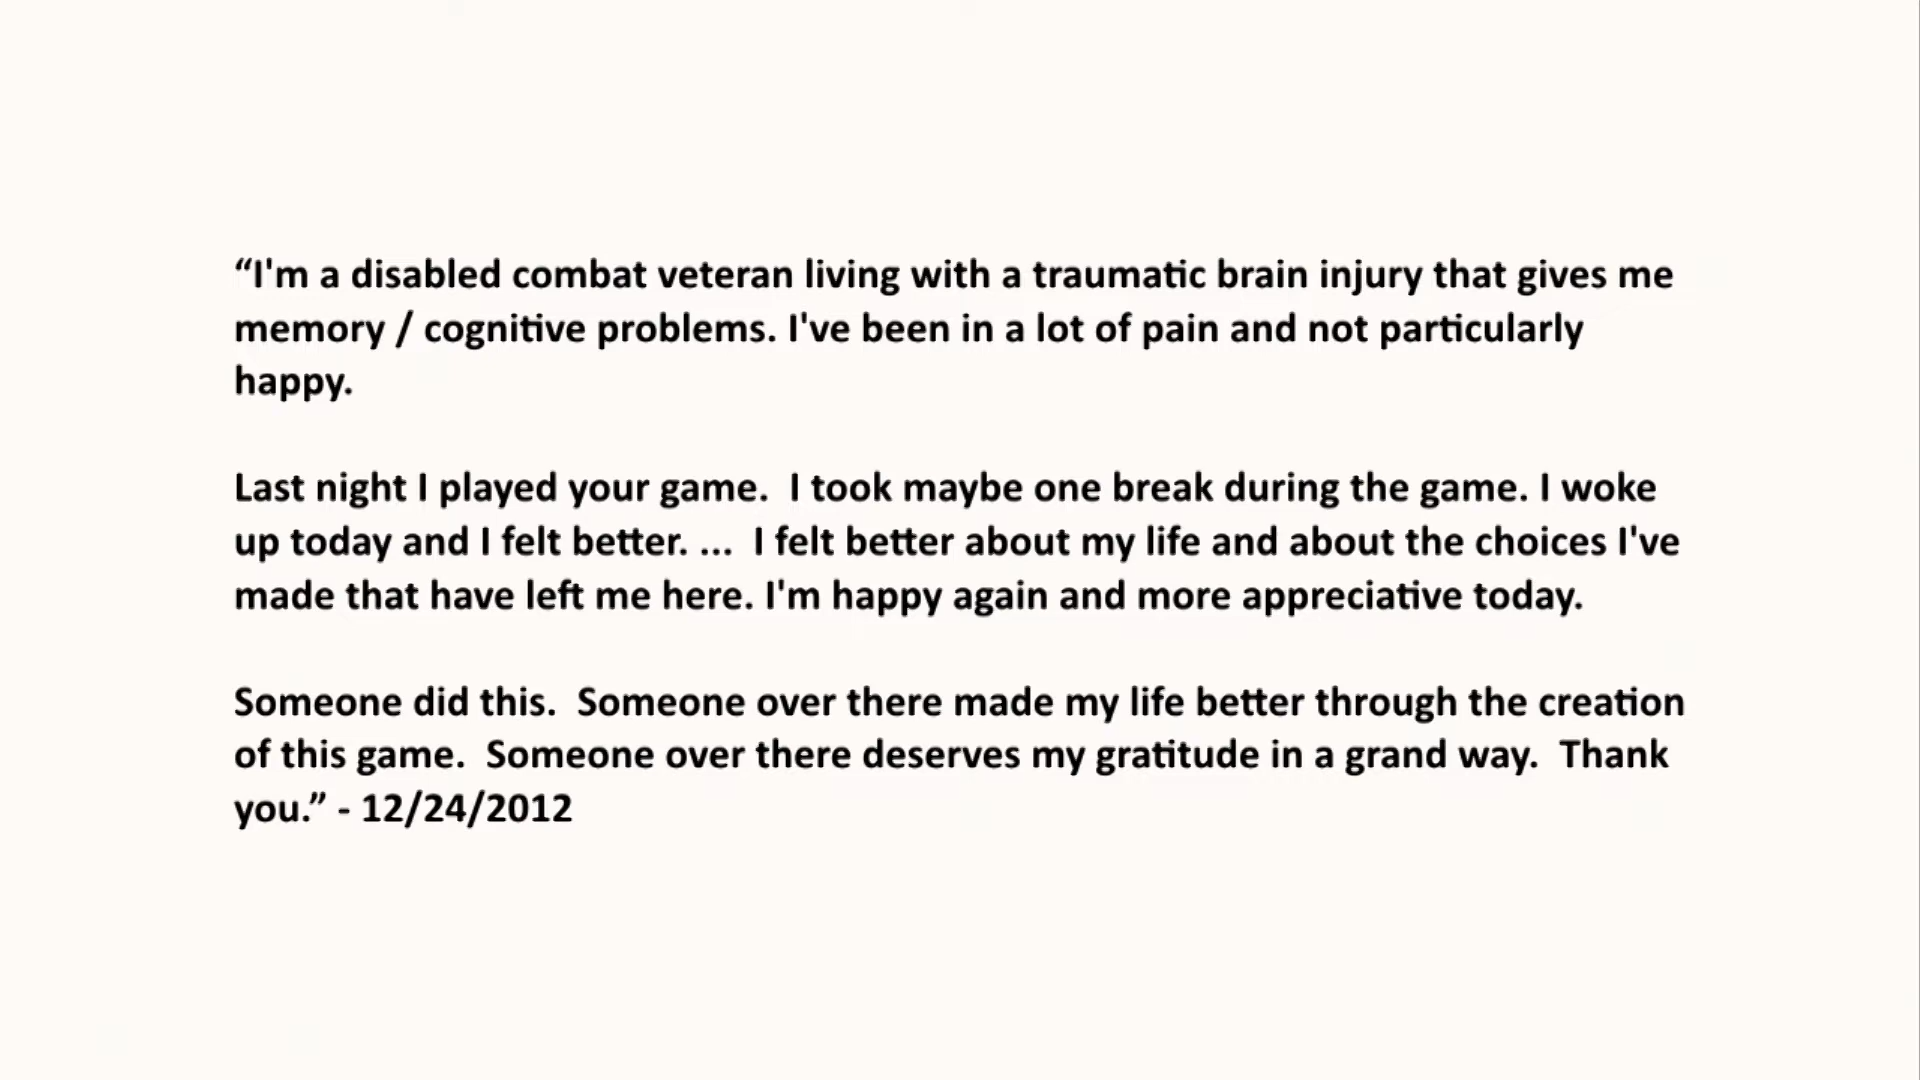 “I'm a disabled combat veteran living with a traumatic brain injury that gives me
memory / cognitive problems. I've been in a lot of pain and not particularly
happy.
Last night I played your game.  I took maybe one break during the game. I woke
up today and I felt better. ...  I felt better about my life and about the choices I've
made that have left me here. I'm happy again and more appreciative today.
Someone did this.  Someone over there made my life better through the creation
of this game.  Someone over there deserves my gratitude in a grand way.  Thank
you.” - 12/24/2012